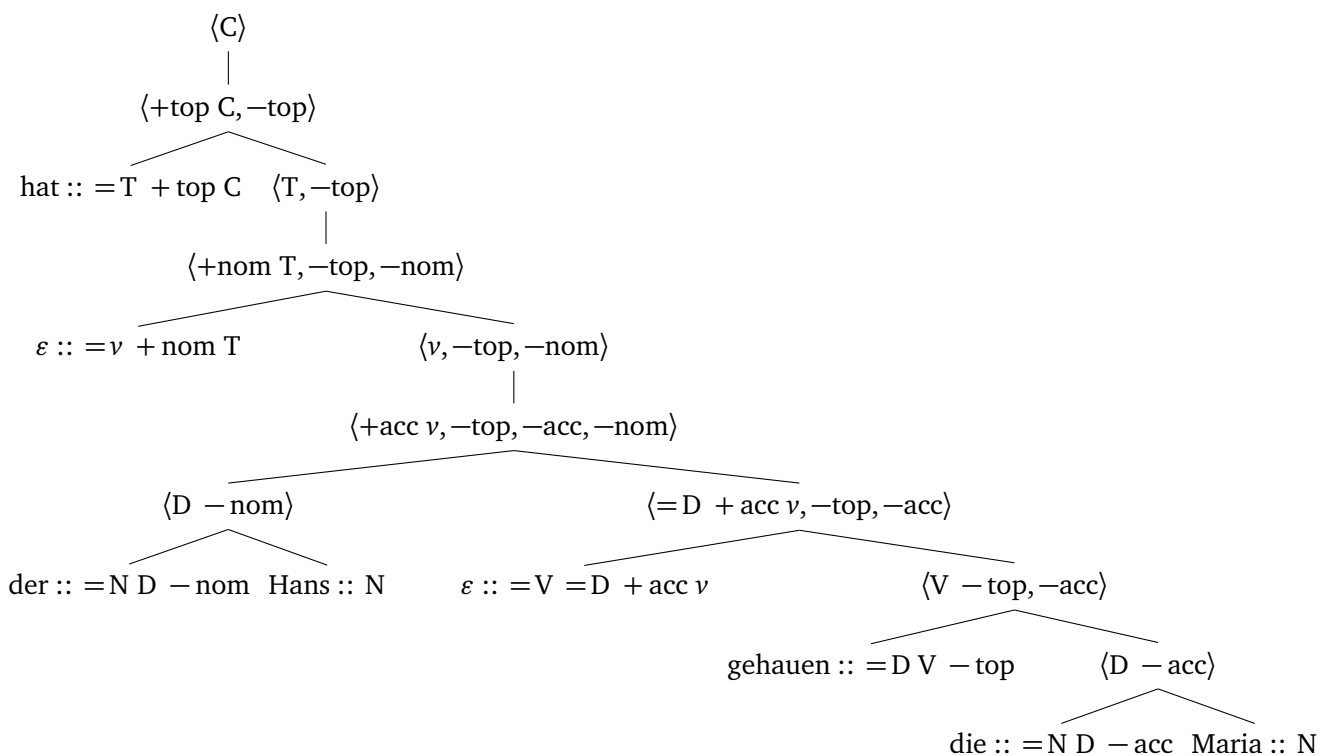 ⟨C⟩
⟨+top C, −top⟩
hat :: =T +top C ⟨T, −top⟩
⟨+nom T, −top, −nom⟩
ε :: =v +nom T ⟨v, −top, −nom⟩
⟨+acc v, −top, −acc, −nom⟩
⟨D −nom⟩ ⟨=D +acc v, −top, −acc⟩
der :: =N D −nom Hans :: N ε :: =V =D +acc v ⟨V −top, −acc⟩
gehauen :: =D V −top ⟨D −acc⟩
die :: =N D −acc Maria :: N